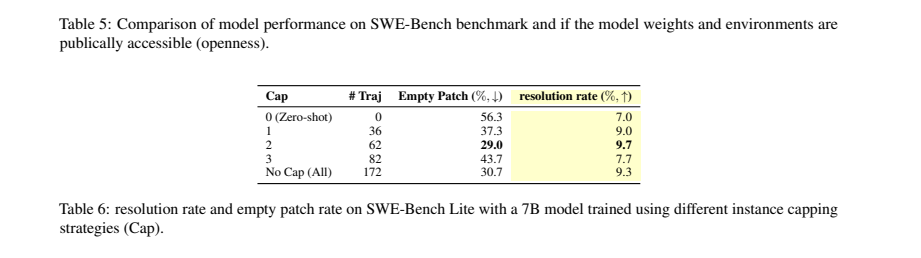 Table 5: Comparison of model performance on SWE-Bench benchmark and if the model weights and environments are
publically accessible (openness).
Cap # Traj Empty Patch (%, ↓) resolution rate (%, ↑)
0 (Zero-shot) 0 56.3 7.0
1 36 37.3 9.0
2 62 29.0 9.7
3 82 43.7 7.7
No Cap (All) 172 30.7 9.3
Table 6: resolution rate and empty patch rate on SWE-Bench Lite with a 7B model trained using different instance capping
strategies (Cap).